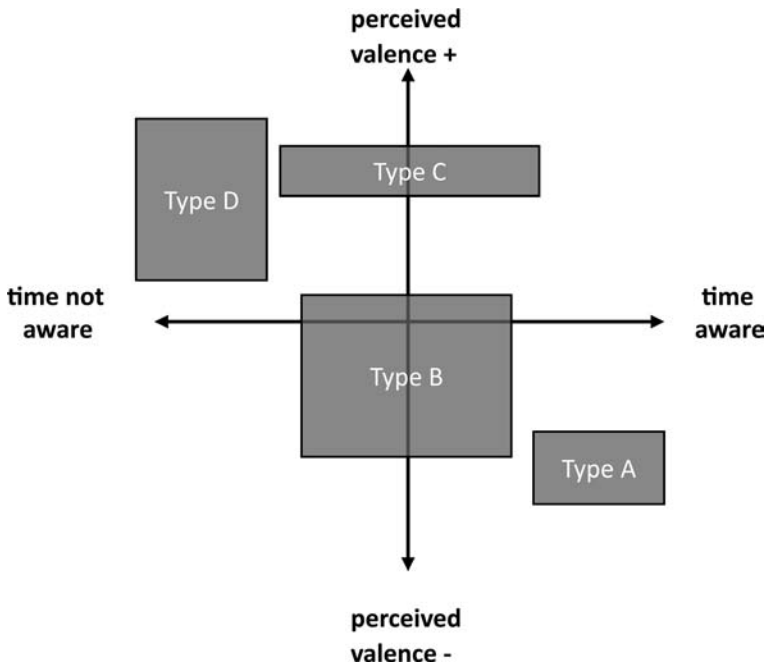 perceived
valence +
Type C
Type D
time not
aware
time
aware
Type B
Type A
perceived
valence -